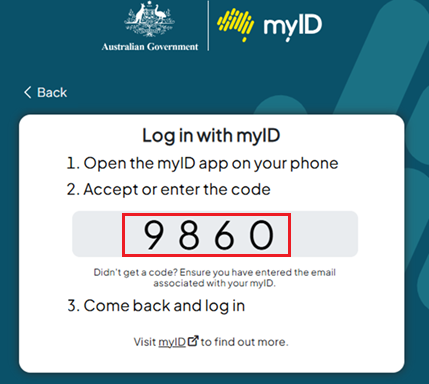 Australian Government
myID
Back
Log in with myID
1. Open the myID app on your phone
2. Accept or enter the code
9860
Didn't get a code? Ensure you have entered the email
associated with your myID.
3. Come back and log in
Visit myID to find out more.